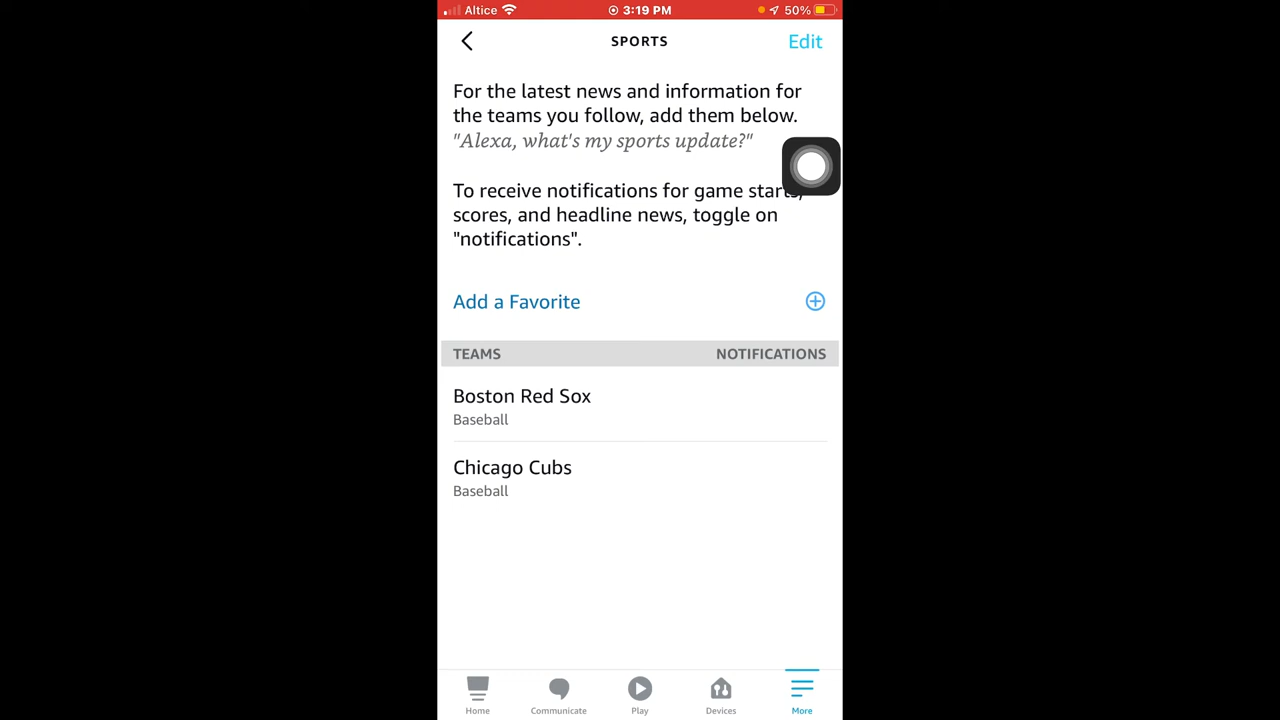 Altice 3:19 PM 50%
SPORTS Edit
For the latest news and information for
the teams you follow, add them below.
"Alexa, what's my sports update?"
To receive notifications for game starts,
scores, and headline news, toggle on
"notifications".
Add a Favorite
TEAMS NOTIFICATIONS
Boston Red Sox
Baseball
Chicago Cubs
Baseball
Home Communicate Play Devices More